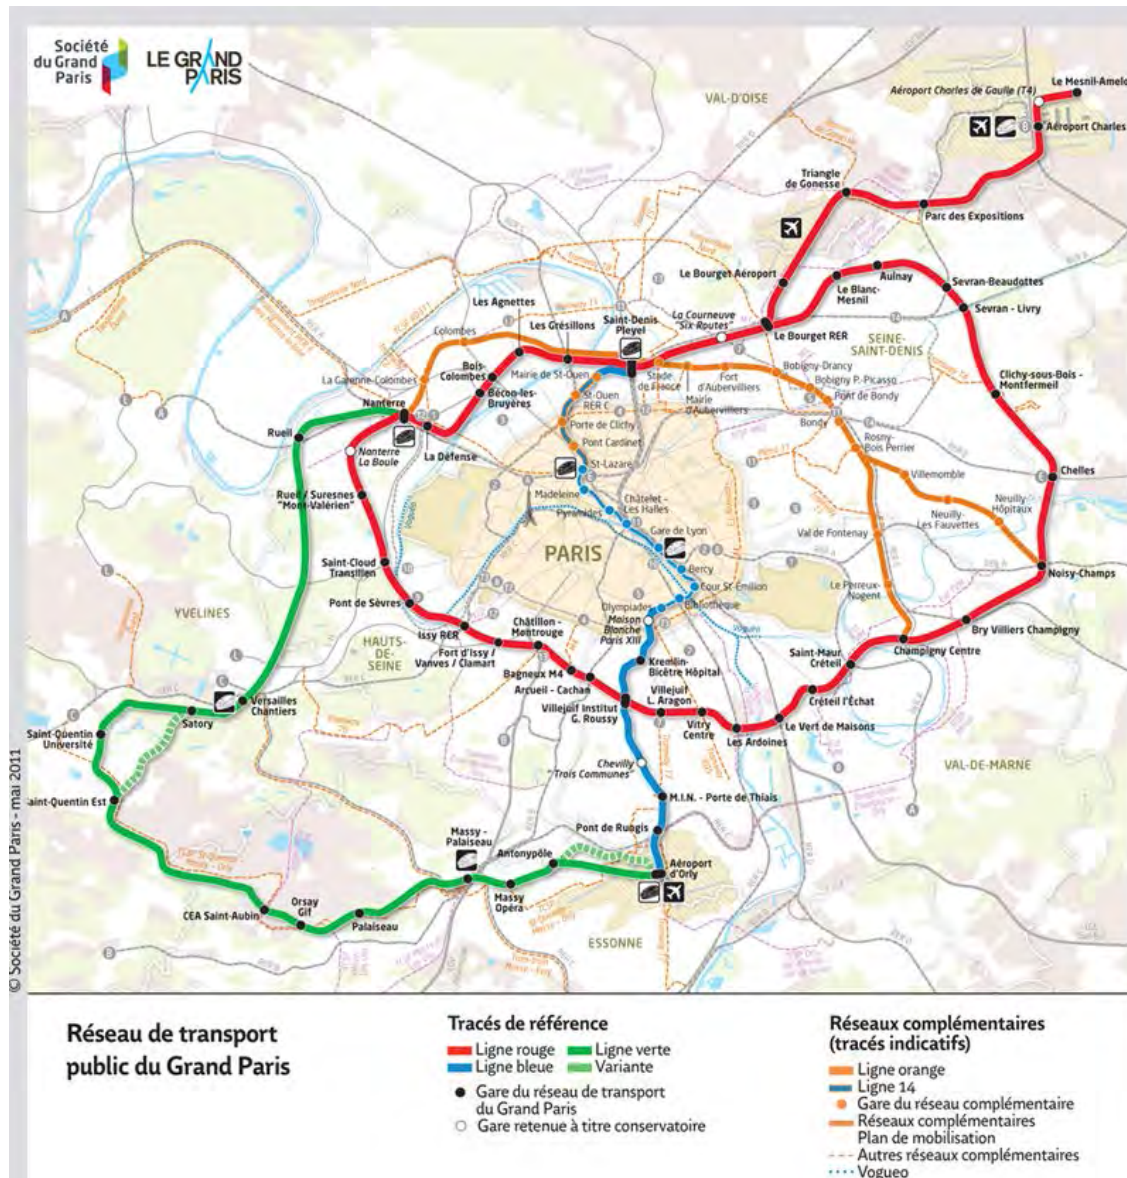 Société
du Grand
Paris
LE GRAND
PARIS
VAL-D'OISE
Le Mesnil-Amelo
Aéroport Charles de Gaulle (T4)
Aéroport Charles
Triangle
de Gonesse
Parc des Expositions
Le Bourget Aéroport
Aulnay
Le Blanc-
Mesnil
Sevran-Beaudottes
Sevran - Livry
Les Agnettes
Saint-Denis
Pleyel
La Courneuve
"Six Routes"
Le Bourget RER
Les Grésillons
SEINE-
SAINT-DENIS
Colombes
Bois-
Colombes
Mairie de St-Ouen
Stade
de France
Fort
d'Aubervilliers
Bobigny-Drancy
Bobigny P.-Picasso
Pont de Bondy
Clichy-sous-Bois -
Montfermeil
La Garenne-Colombes
Bécon-les-
Bruyères
St-Ouen
RER C
Mairie
d'Aubervilliers
Bondy
Nanterre
Porte de Clichy
Rosny-
Bois Perrier
Rueil
Nanterre
La Boule
La Défense
Pont Cardinet
St-Lazare
Villemomble
Chelles
Rueil / Suresnes
"Mont-Valérien"
Madeleine
Pyramides
Châtelet -
Les Halles
Neuilly-
Les Fauvettes
Neuilly-
Hôpitaux
Gare de Lyon
Val de Fontenay
PARIS
Bercy
Saint-Cloud
Transilien
Noisy-Champs
Cour St-Émilion
Le Perreux-
Nogent
Pont de Sèvres
Olympiades
Bibliothèque
YVELINES
Maison
Blanche
Paris XIII
Issy RER
Châtillon -
Montrouge
Bry Villiers Champigny
HAUTS-
DE-
SEINE
Fort d'Issy /
Vanves / Clamart
Champigny Centre
Kremlin-
Bicêtre Hôpital
Saint-Maur
Créteil
Bagneux M4
Arcueil - Cachan
Villejuif
L. Aragon
Créteil l'Échat
Versailles
Chantiers
Villejuif Institut
G. Roussy
Satory
Vitry
Centre
Le Vert de Maisons
Saint-Quentin
Université
Les Ardoines
Chevilly
"Trois Communes"
VAL-DE-MARNE
aint-Quentin Est
M.I.N. - Porte de Thiais
Pont de Rungis
Massy -
Palaiseau
Antonypôle
Aéroport
d'Orly
Massy
Opéra
CEA Saint-Aubin
Orsay
Gif
Palaiseau
ESSONNE
© Société du Grand Paris - mai 2011
Réseau de transport
public du Grand Paris
Tracés de référence
Ligne rouge
Ligne verte
Ligne bleue
Variante
Gare du réseau de transport
du Grand Paris
Gare retenue à titre conservatoire
Réseaux complémentaires
(tracés indicatifs)
Ligne orange
Ligne 14
Gare du réseau complémentaire
Réseaux complémentaires
Plan de mobilisation
Autres réseaux complémentaires
Vogueo